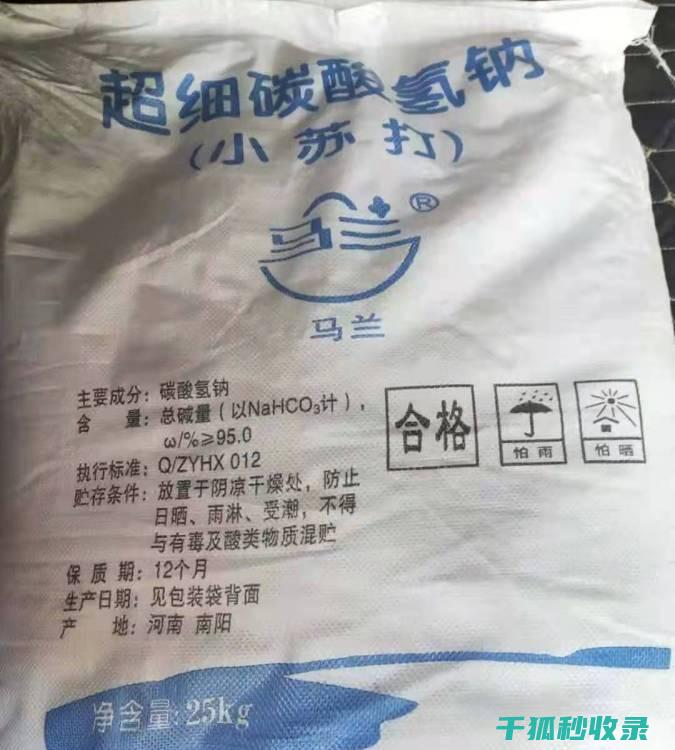 超细碳酸氢钠
(小苏打)
马兰®
马兰
主要成分：碳酸氢钠
含 量：总碱量（以NaHCO₃计），
ω/%≥95.0
执行标准：Q/ZYHX 012
贮存条件：放置于阴凉干燥处，防止
日晒、雨淋、受潮，不得
与有毒及酸类物质混贮
保 质 期：12个月
生产日期：见包装袋背面
产 地：河南 南阳
合格
怕雨
怕晒
净含量:25kg
千狐秒收录